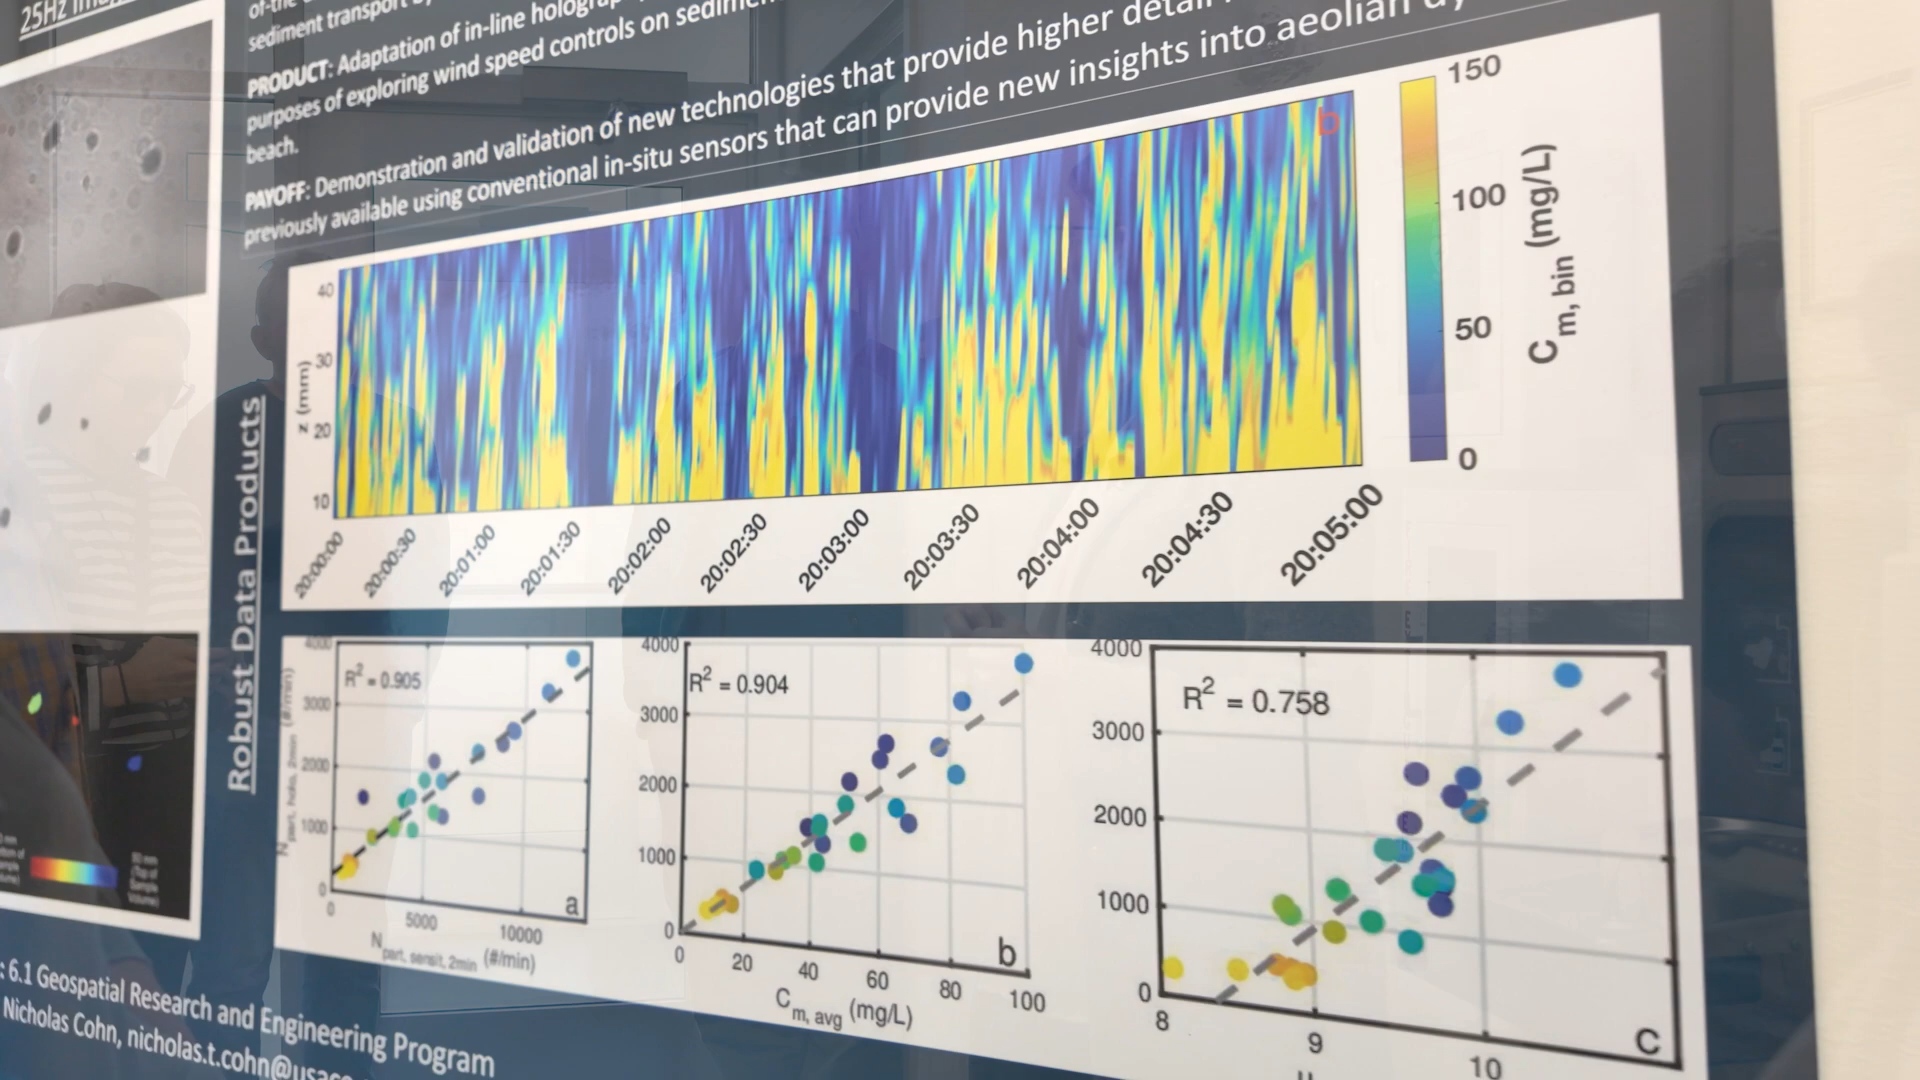 25Hz
sediment transport
PRODUCT: Adaptation of in-line
purposes of exploring wind speed controls on
beach.
PAYOFF: Demonstration and validation of new technologies that provide higher detail
previously available using conventional in-situ sensors that can provide new insights into aeolian
Robust Data Products
b
z (mm)
40
30
20
10
20:00:00
20:00:30
20:01:00
20:01:30
20:02:00
20:02:30
20:03:00
20:03:30
20:04:00
20:04:30
20:05:00
150
100
50
0
C m, bin (mg/L)
R2 = 0.905
4000
3000
2000
1000
0
N part, holo, 2min (#/min)
0
5000
10000
a
N part, sensit, 2min (#/min)
R2 = 0.904
4000
3000
2000
1000
0
0
20
40
60
80
100
b
C m, avg (mg/L)
R2 = 0.758
4000
3000
2000
1000
0
8
9
10
c
: 6.1 Geospatial Research and Engineering Program
Nicholas Cohn,